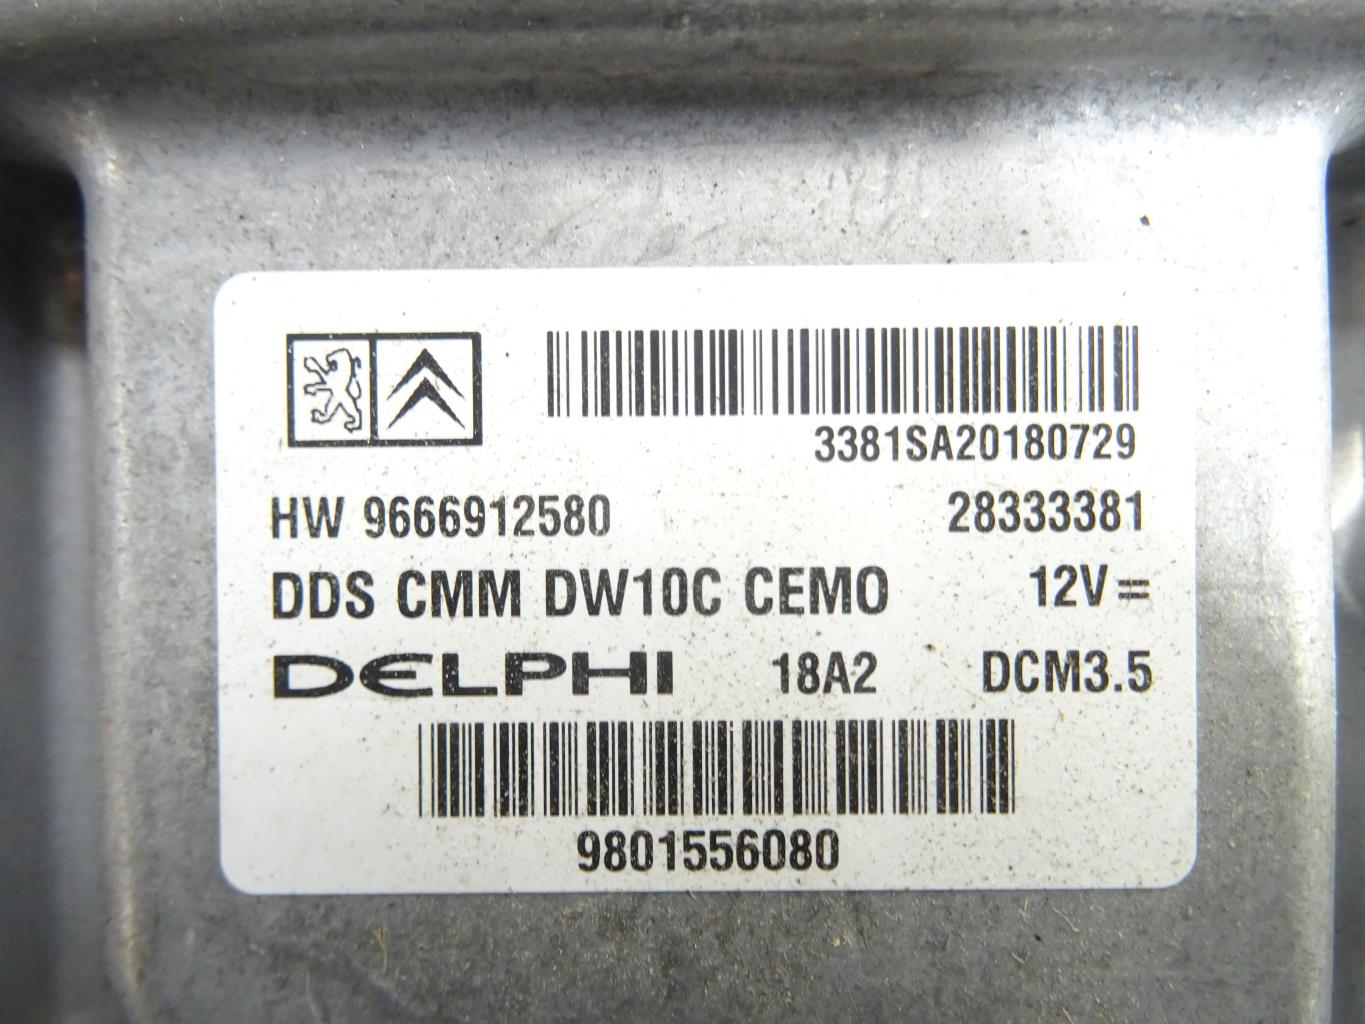 3381SA20180729
HW 9666912580 28333381
DDS CMM DW10C CEMO 12V⎓
DELPHI 18A2 DCM3.5
9801556080